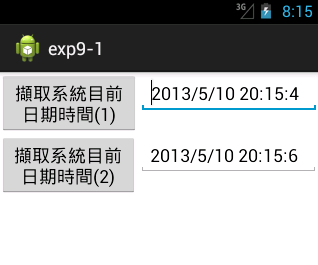 3G 8:15
exp9-1
擷取系統目前
日期時間(1)
2013/5/10 20:15:4
擷取系統目前
日期時間(2)
2013/5/10 20:15:6